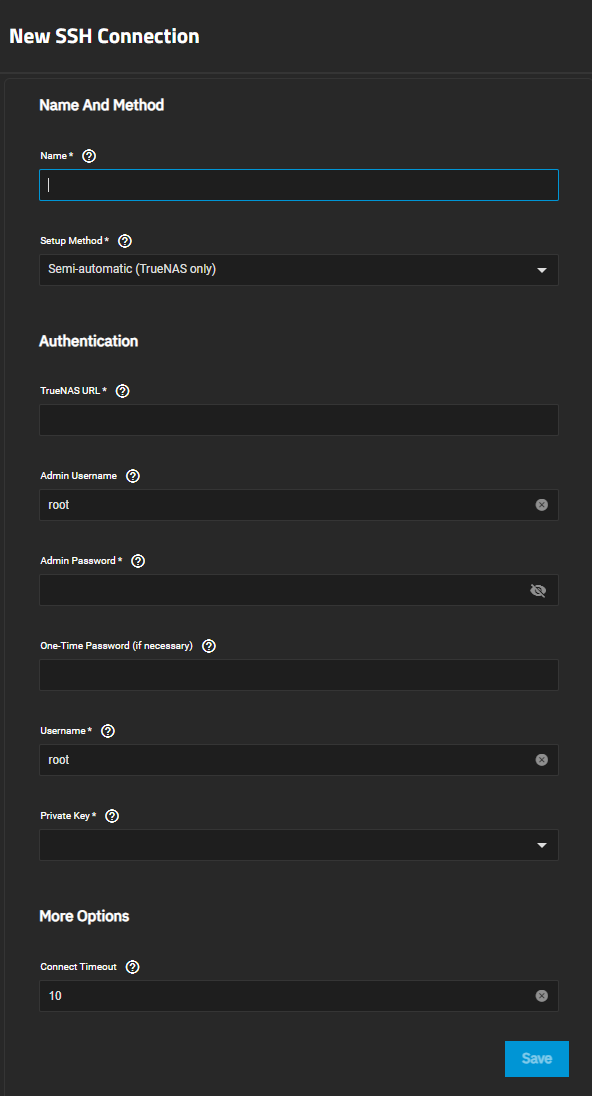 New SSH Connection
Name And Method
Name *
Setup Method *
Semi-automatic (TrueNAS only)
Authentication
TrueNAS URL *
Admin Username
root
Admin Password *
One-Time Password (if necessary)
Username *
root
Private Key *
More Options
Connect Timeout
10
Save